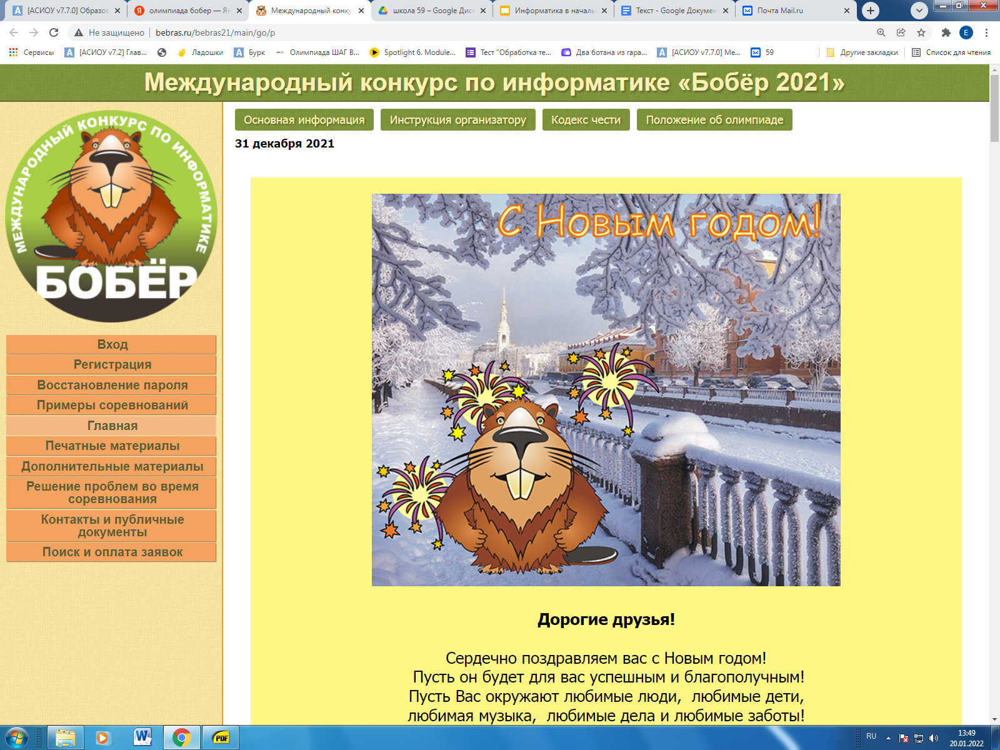 [АСИОУ v7.7.0] Образов
олимпиада бобер — Ян
Международный конку
школа 59 – Google Диск
Информатика в началь
Текст - Google Докумен
Почта Mail.ru
Не защищено | bebras.ru/bebras21/main/go/p
E
Сервисы
[АСИОУ v7.2] Глав...
Ладошки
Бурк
Олимпиада ШАГ В...
Spotlight 6. Module...
Тест "Обработка те...
Два ботана из гара...
[АСИОУ v7.7.0] Ме...
59
Другие закладки
Список для чтения
Международный конкурс по информатике «Бобёр 2021»
МЕЖДУНАРОДНЫЙ КОНКУРС ПО ИНФОРМАТИКЕ
БОБЁР
Вход
Регистрация
Восстановление пароля
Примеры соревнований
Главная
Печатные материалы
Дополнительные материалы
Решение проблем во время
соревнования
Контакты и публичные
документы
Поиск и оплата заявок
Основная информация
Инструкция организатору
Кодекс чести
Положение об олимпиаде
31 декабря 2021
С Новым годом!
Дорогие друзья!
Сердечно поздравляем вас с Новым годом!
Пусть он будет для вас успешным и благополучным!
Пусть Вас окружают любимые люди, любимые дети,
любимая музыка, любимые дела и любимые заботы!
PDF
RU
13:49
20.01.2022